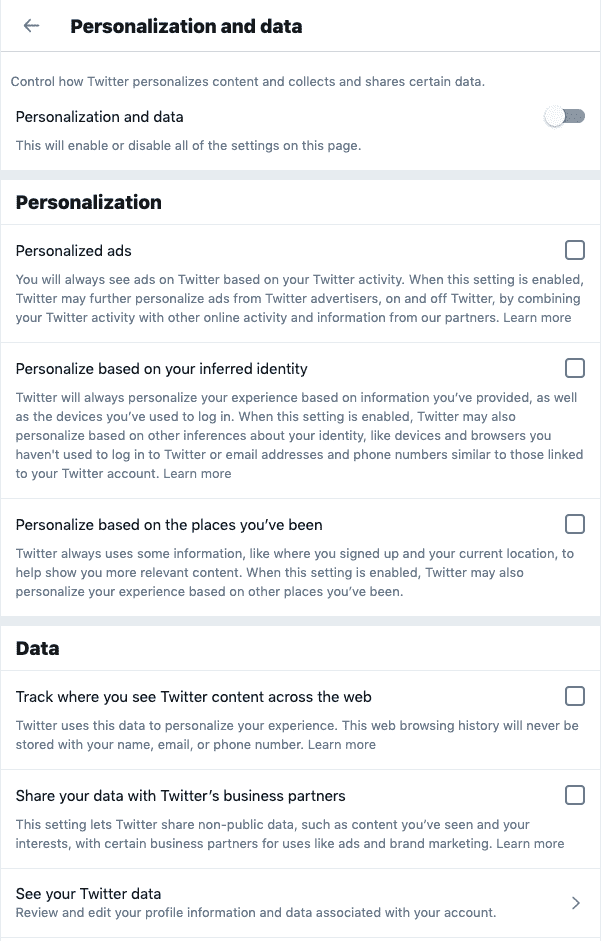 Personalization and data
Control how Twitter personalizes content and collects and shares certain data.
Personalization and data
This will enable or disable all of the settings on this page.
Personalization
Personalized ads
You will always see ads on Twitter based on your Twitter activity. When this setting is enabled,
Twitter may further personalize ads from Twitter advertisers, on and off Twitter, by combining
your Twitter activity with other online activity and information from our partners. Learn more
Personalize based on your inferred identity
Twitter will always personalize your experience based on information you’ve provided, as well
as the devices you’ve used to log in. When this setting is enabled, Twitter may also
personalize based on other inferences about your identity, like devices and browsers you
haven't used to log in to Twitter or email addresses and phone numbers similar to those linked
to your Twitter account. Learn more
Personalize based on the places you’ve been
Twitter always uses some information, like where you signed up and your current location, to
help show you more relevant content. When this setting is enabled, Twitter may also
personalize your experience based on other places you’ve been.
Data
Track where you see Twitter content across the web
Twitter uses this data to personalize your experience. This web browsing history will never be
stored with your name, email, or phone number. Learn more
Share your data with Twitter’s business partners
This setting lets Twitter share non-public data, such as content you’ve seen and your
interests, with certain business partners for uses like ads and brand marketing. Learn more
See your Twitter data
Review and edit your profile information and data associated with your account.